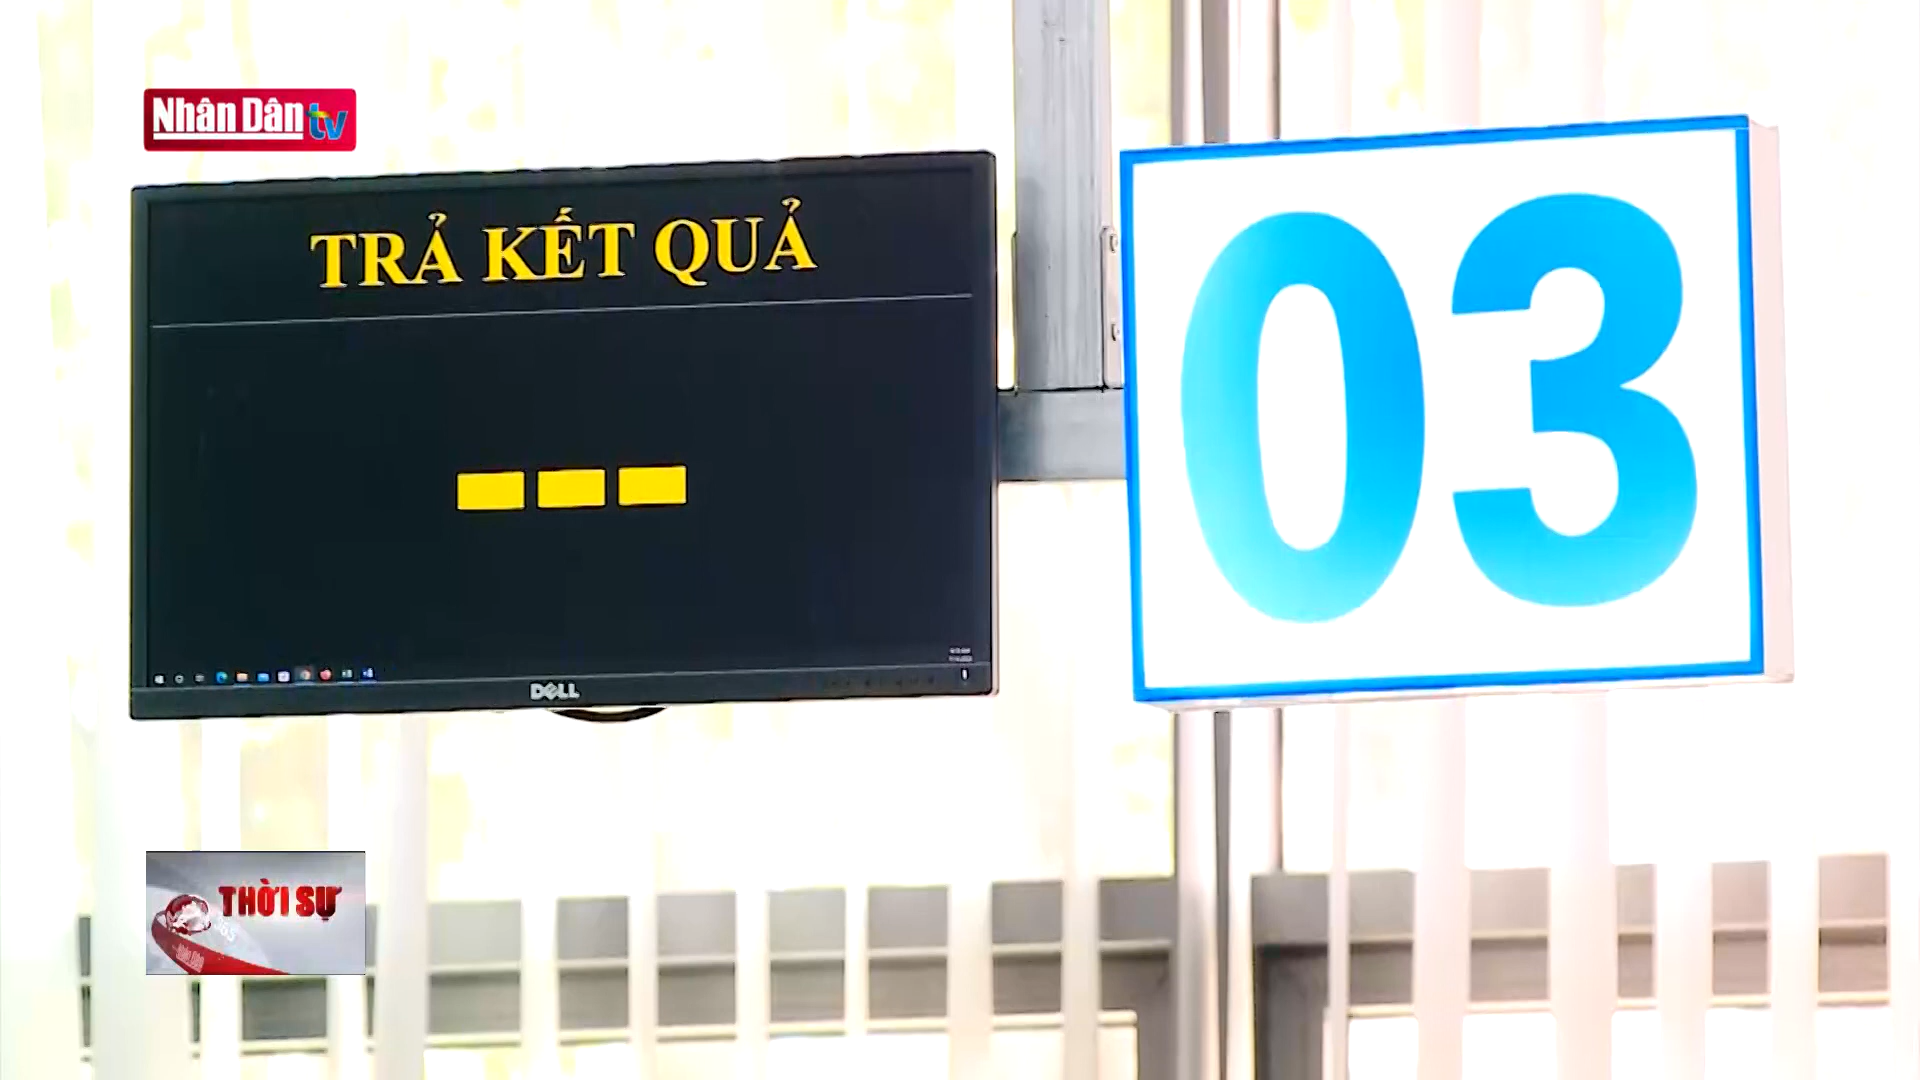 Nhân Dân tv
TRẢ KẾT QUẢ
03
DELL
THỜI SỰ